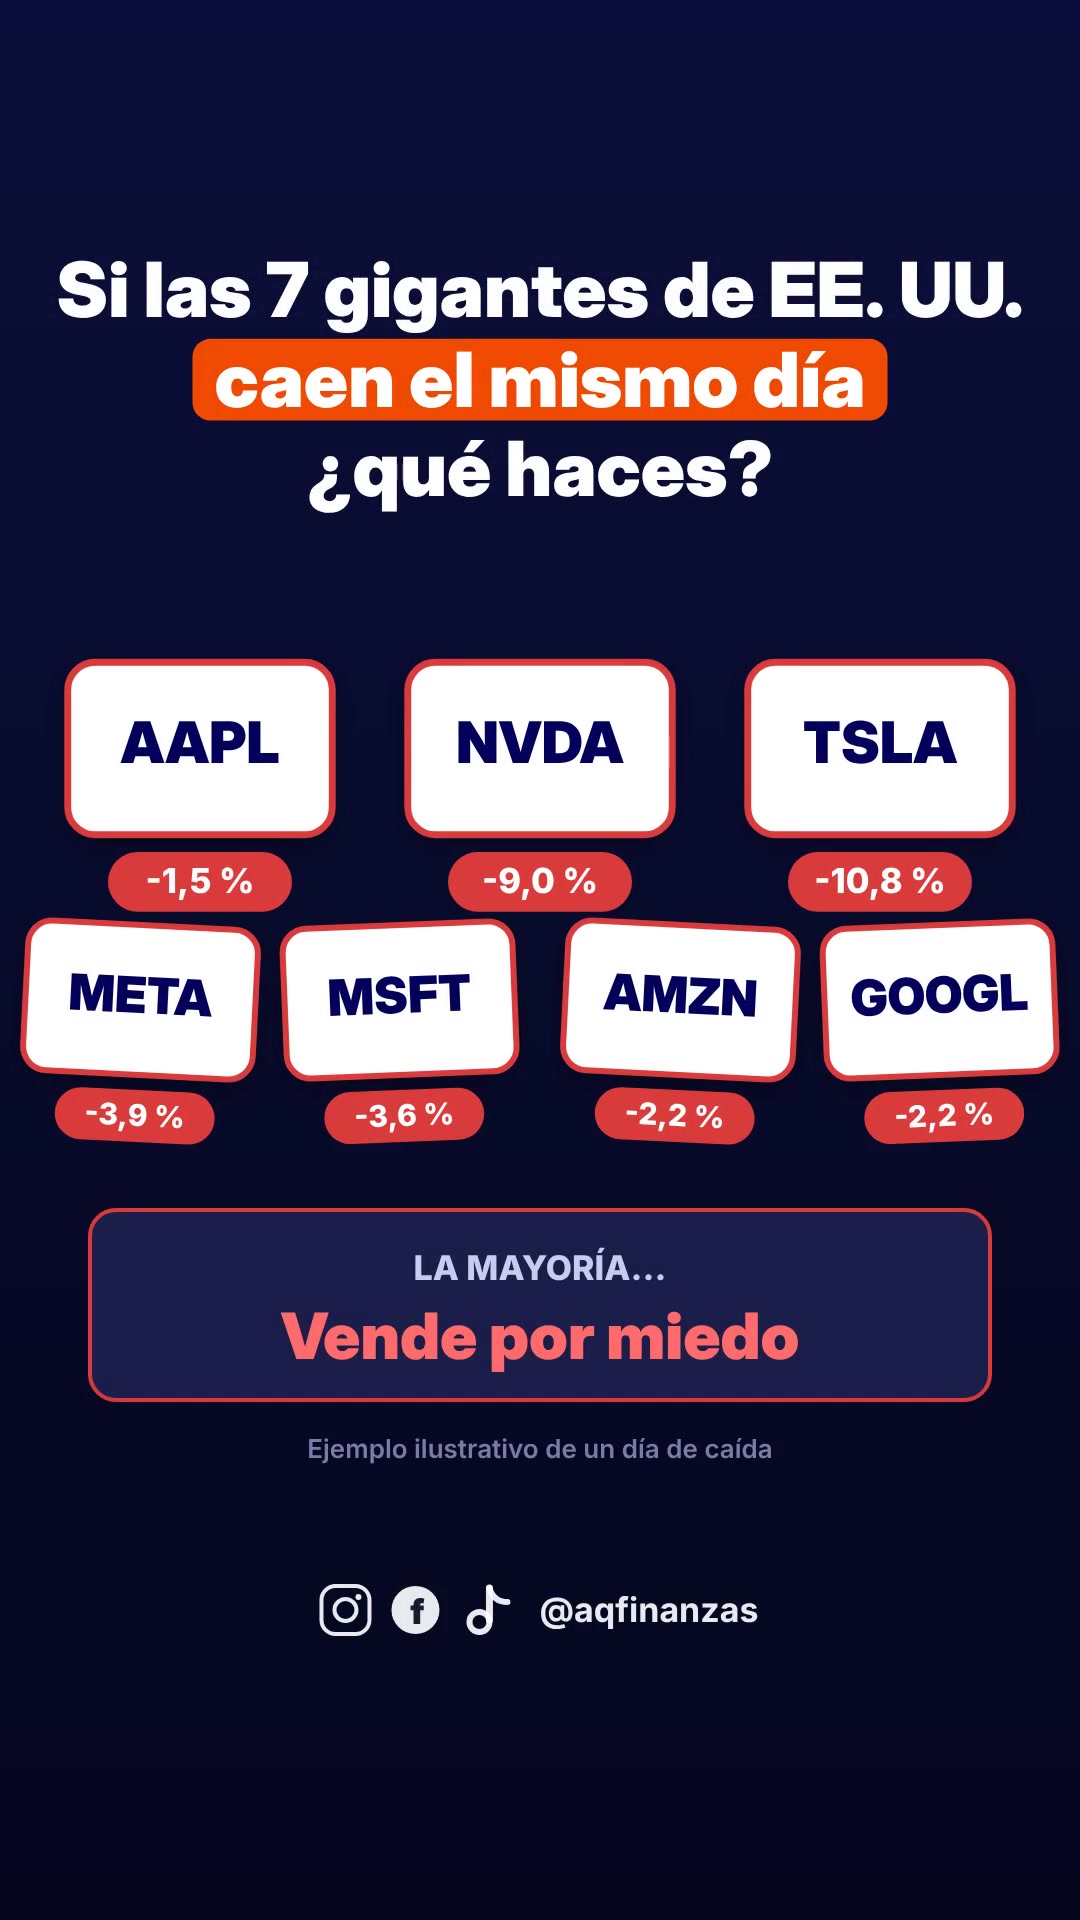 Si las 7 gigantes de EE. UU.
caen el mismo día
¿qué haces?
AAPL NVDA TSLA
-1,5 % -9,0 % -10,8 %
META MSFT AMZN GOOGL
-3,9 % -3,6 % -2,2 % -2,2 %
LA MAYORÍA...
Vende por miedo
Ejemplo ilustrativo de un día de caída
@aqfinanzas